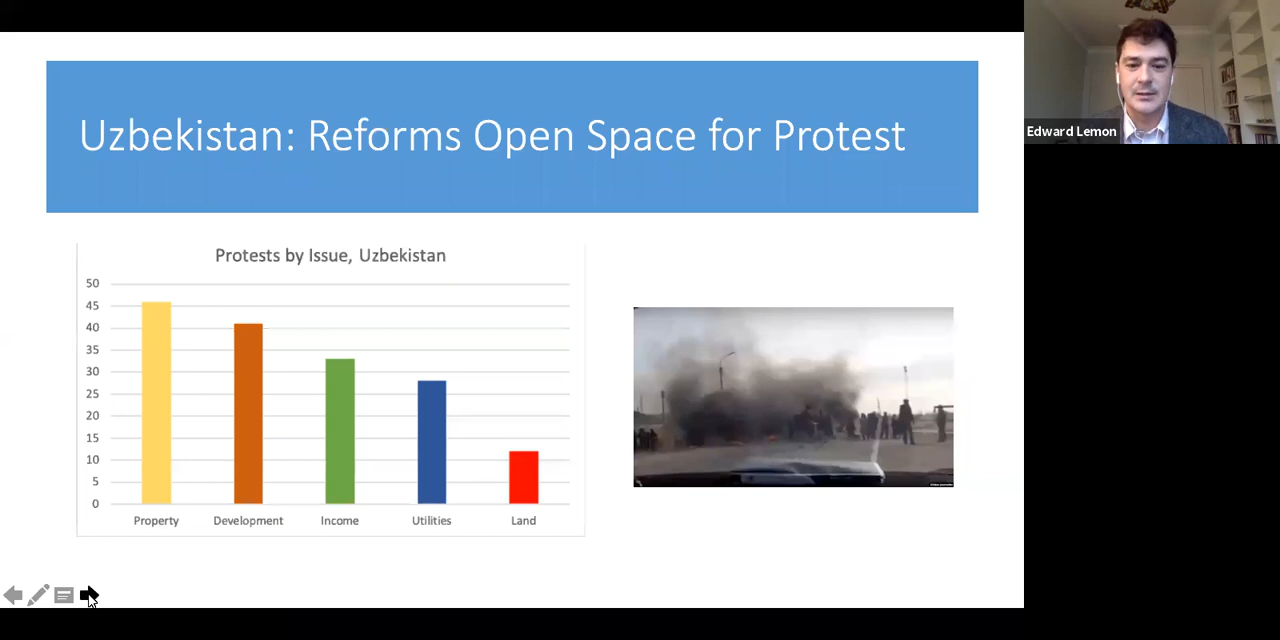 Uzbekistan: Reforms Open Space for Protest
Edward Lemon
Protests by Issue, Uzbekistan
50
45
40
35
30
25
20
15
10
5
0
Property Development Income Utilities Land